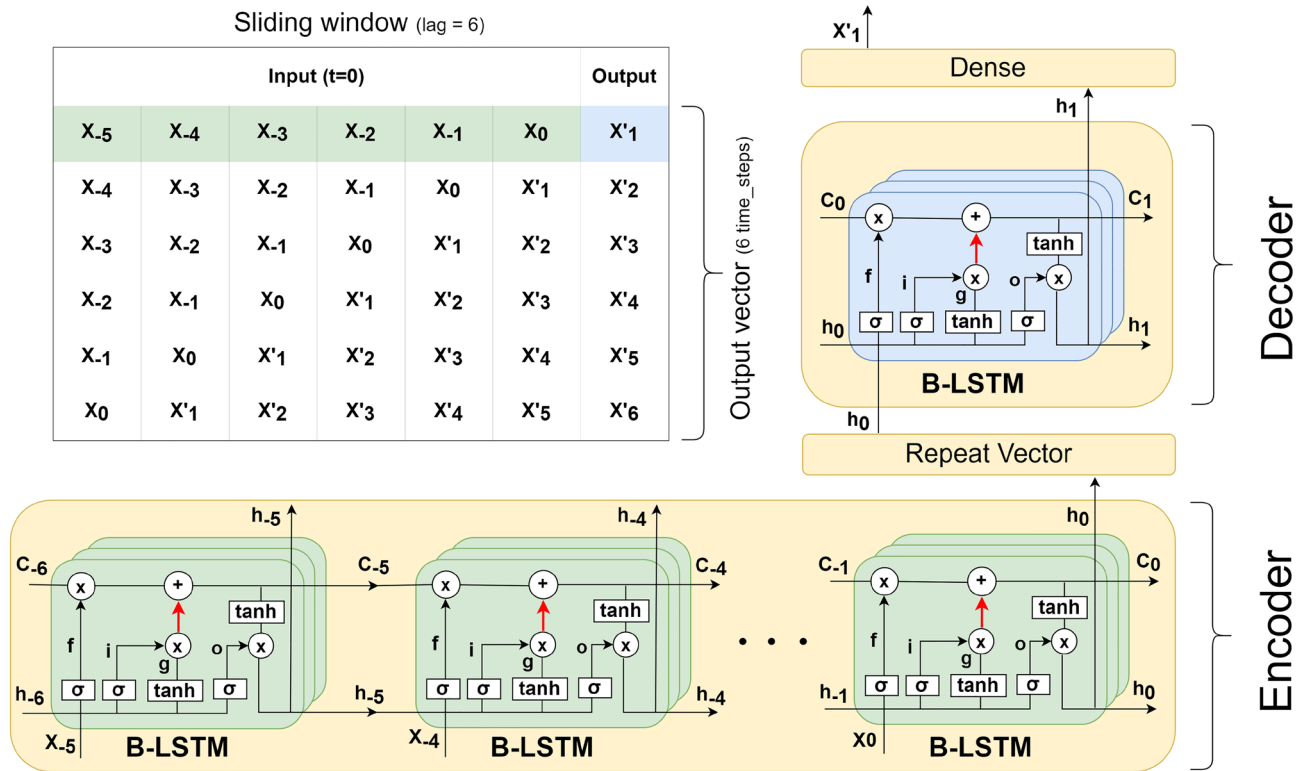 Sliding window (lag = 6)
Input (t=0) Output
X-5 X-4 X-3 X-2 X-1 X0 X'1
X-4 X-3 X-2 X-1 X0 X'1 X'2
X-3 X-2 X-1 X0 X'1 X'2 X'3
X-2 X-1 X0 X'1 X'2 X'3 X'4
X-1 X0 X'1 X'2 X'3 X'4 X'5
X0 X'1 X'2 X'3 X'4 X'5 X'6
Output vector (6 time_steps)
X'1
Dense
h1
C0 x + C1
tanh
f i x o x
g
h0 σ σ tanh σ h1
B-LSTM
Decoder
h0
Repeat Vector
h-5 h-4 h0
C-6 x + C-5 x + C-4 C-1 x + C0
tanh tanh tanh
f i x o x f i x o x . . . f i x o x
g g g
h-6 σ σ tanh σ h-5 σ σ tanh σ h-4 h-1 σ σ tanh σ h0
X-5 B-LSTM X-4 B-LSTM X0 B-LSTM
Encoder